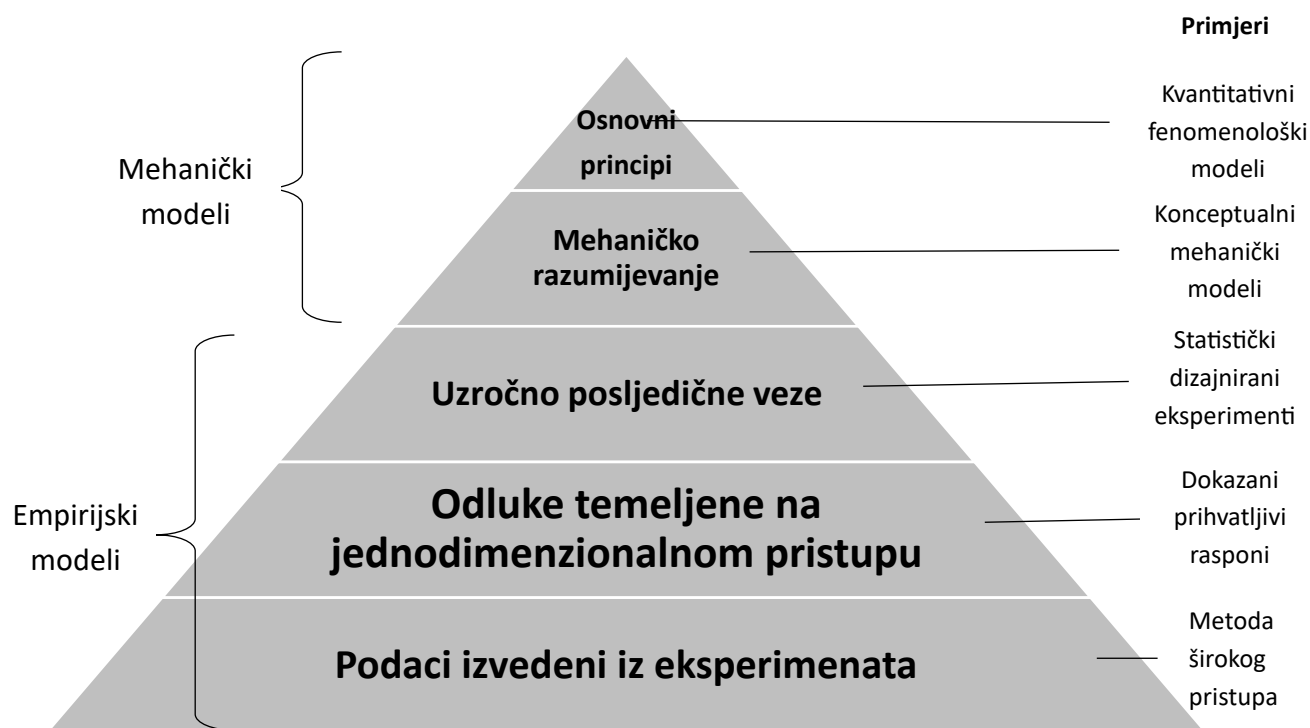 Primjeri
Osnovni
principi
Kvantitativni
fenomenološki
modeli
Mehanički
modeli
Mehaničko
razumijevanje
Konceptualni
mehanički
modeli
Uzročno posljedične veze
Statistički
dizajnirani
eksperimenti
Empirijski
modeli
Odluke temeljene na
jednodimenzionalnom pristupu
Dokazani
prihvatljivi
rasponi
Podaci izvedeni iz eksperimenata
Metoda
širokog
pristupa